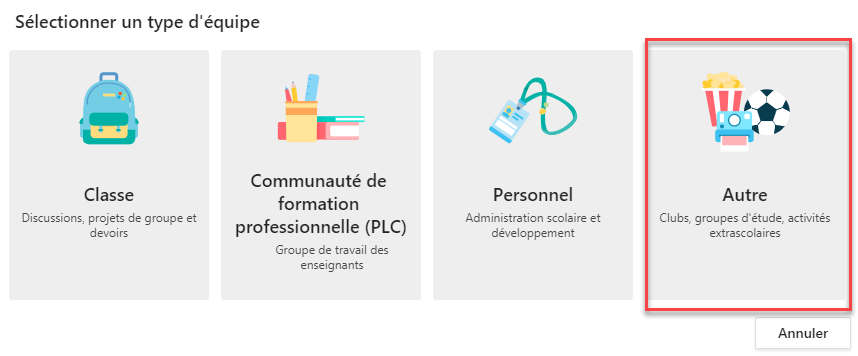 Sélectionner un type d'équipe
Classe
Discussions, projets de groupe et
devoirs
Communauté de
formation
professionnelle (PLC)
Groupe de travail des
enseignants
Personnel
Administration scolaire et
développement
Autre
Clubs, groupes d'étude, activités
extrascolaires
Annuler